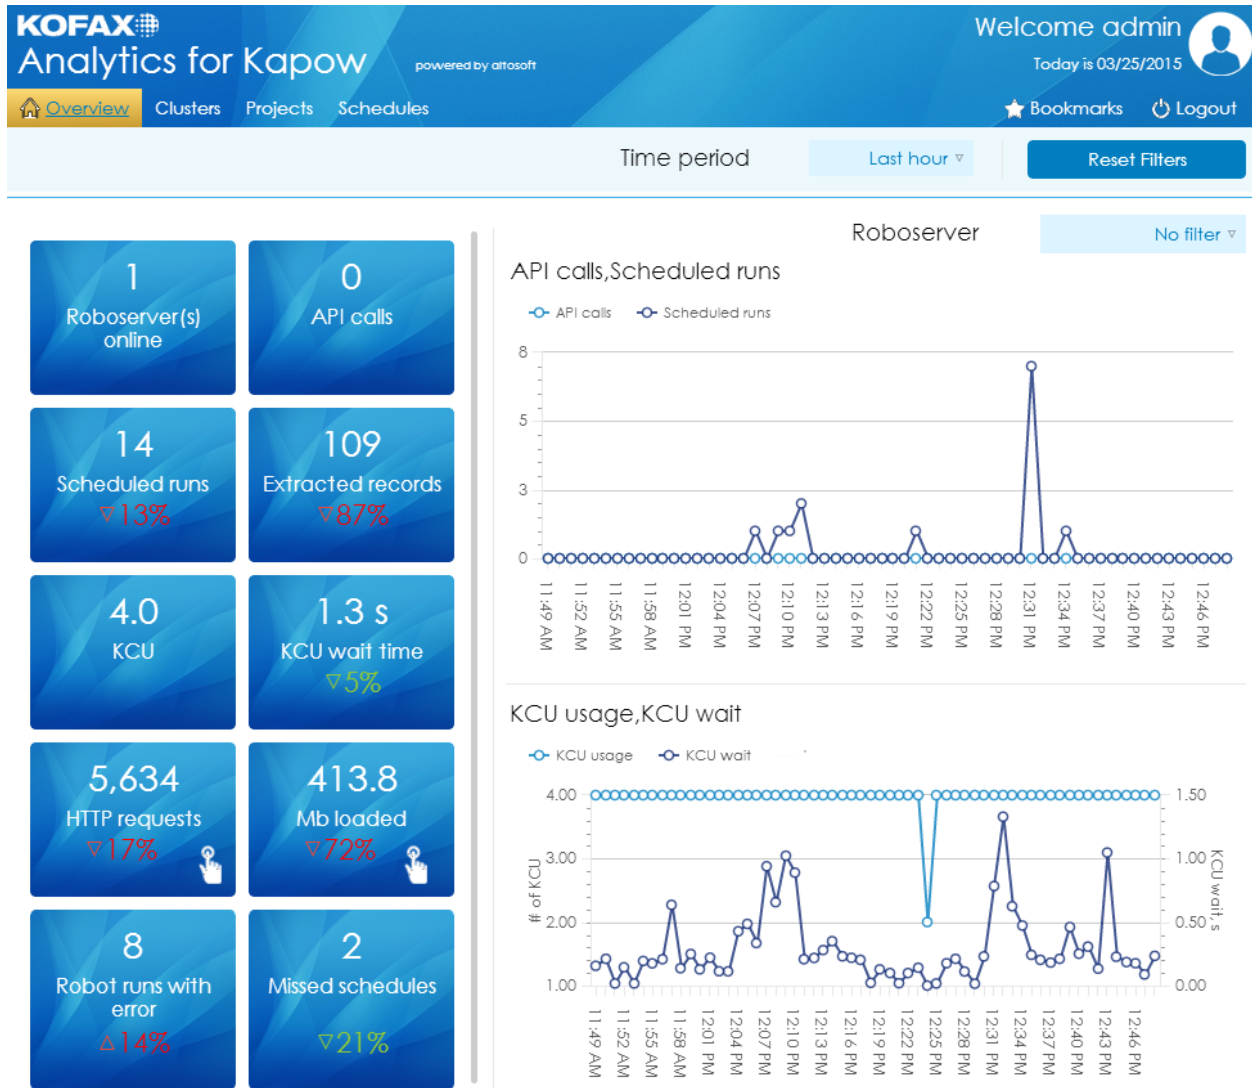 KOFAX
Analytics for Kapow
powered by altosoft
Welcome admin
Today is 03/25/2015
Overview
Clusters
Projects
Schedules
Bookmarks
Logout
Time period
Last hour
Reset Filters
1
Roboserver(s)
online
0
API calls
14
Scheduled runs
13%
109
Extracted records
87%
4.0
KCU
1.3 s
KCU wait time
5%
5,634
HTTP requests
17%
413.8
Mb loaded
72%
8
Robot runs with
error
14%
2
Missed schedules
21%
Roboserver
No filter
API calls,Scheduled runs
API calls
Scheduled runs
8
5
3
0
11:49 AM
11:52 AM
11:55 AM
11:58 AM
12:01 PM
12:04 PM
12:07 PM
12:10 PM
12:13 PM
12:16 PM
12:19 PM
12:22 PM
12:25 PM
12:28 PM
12:31 PM
12:34 PM
12:37 PM
12:40 PM
12:43 PM
12:46 PM
KCU usage,KCU wait
KCU usage
KCU wait
4.00
3.00
2.00
1.00
# of KCU
1.50
1.00
0.50
0.00
KCU wait, s
11:49 AM
11:52 AM
11:55 AM
11:58 AM
12:01 PM
12:04 PM
12:07 PM
12:10 PM
12:13 PM
12:16 PM
12:19 PM
12:22 PM
12:25 PM
12:28 PM
12:31 PM
12:34 PM
12:37 PM
12:40 PM
12:43 PM
12:46 PM